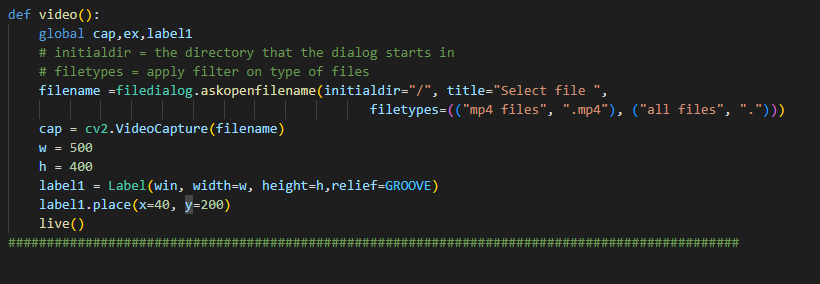 def video():
    global cap,ex,label1
    # initialdir = the directory that the dialog starts in
    # filetypes = apply filter on type of files
    filename =filedialog.askopenfilename(initialdir="/", title="Select file ",
                                               filetypes=(("mp4 files", ".mp4"), ("all files", ".")))
    cap = cv2.VideoCapture(filename)
    w = 500
    h = 400
    label1 = Label(win, width=w, height=h,relief=GROOVE)
    label1.place(x=40, y=200)
    live()
###############################################################################################